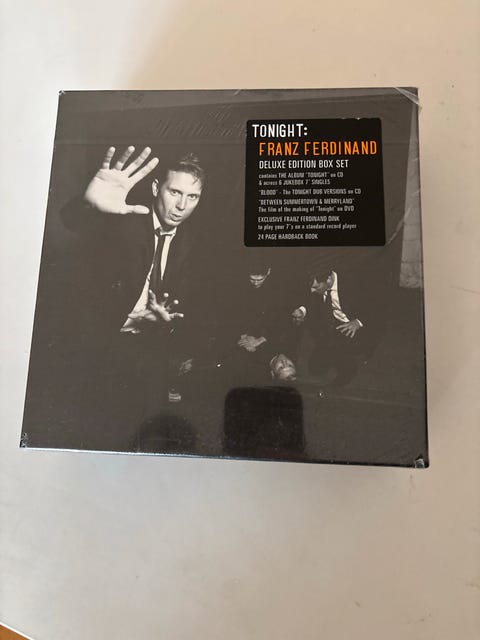 TONIGHT:
FRANZ FERDINAND
DELUXE EDITION BOX SET
contains THE ALBUM "TONIGHT" on CD
& across 6 JUKEBOX 7" SINGLES
"BLOOD" - The TONIGHT DUB VERSIONS on CD
"BETWEEN SUMMERTOWN & MERRYLAND"
The film of the making of "Tonight" on DVD
EXCLUSIVE FRANZ FERDINAND DINK
to play your 7"s on a standard record player
24 PAGE HARDBACK BOOK